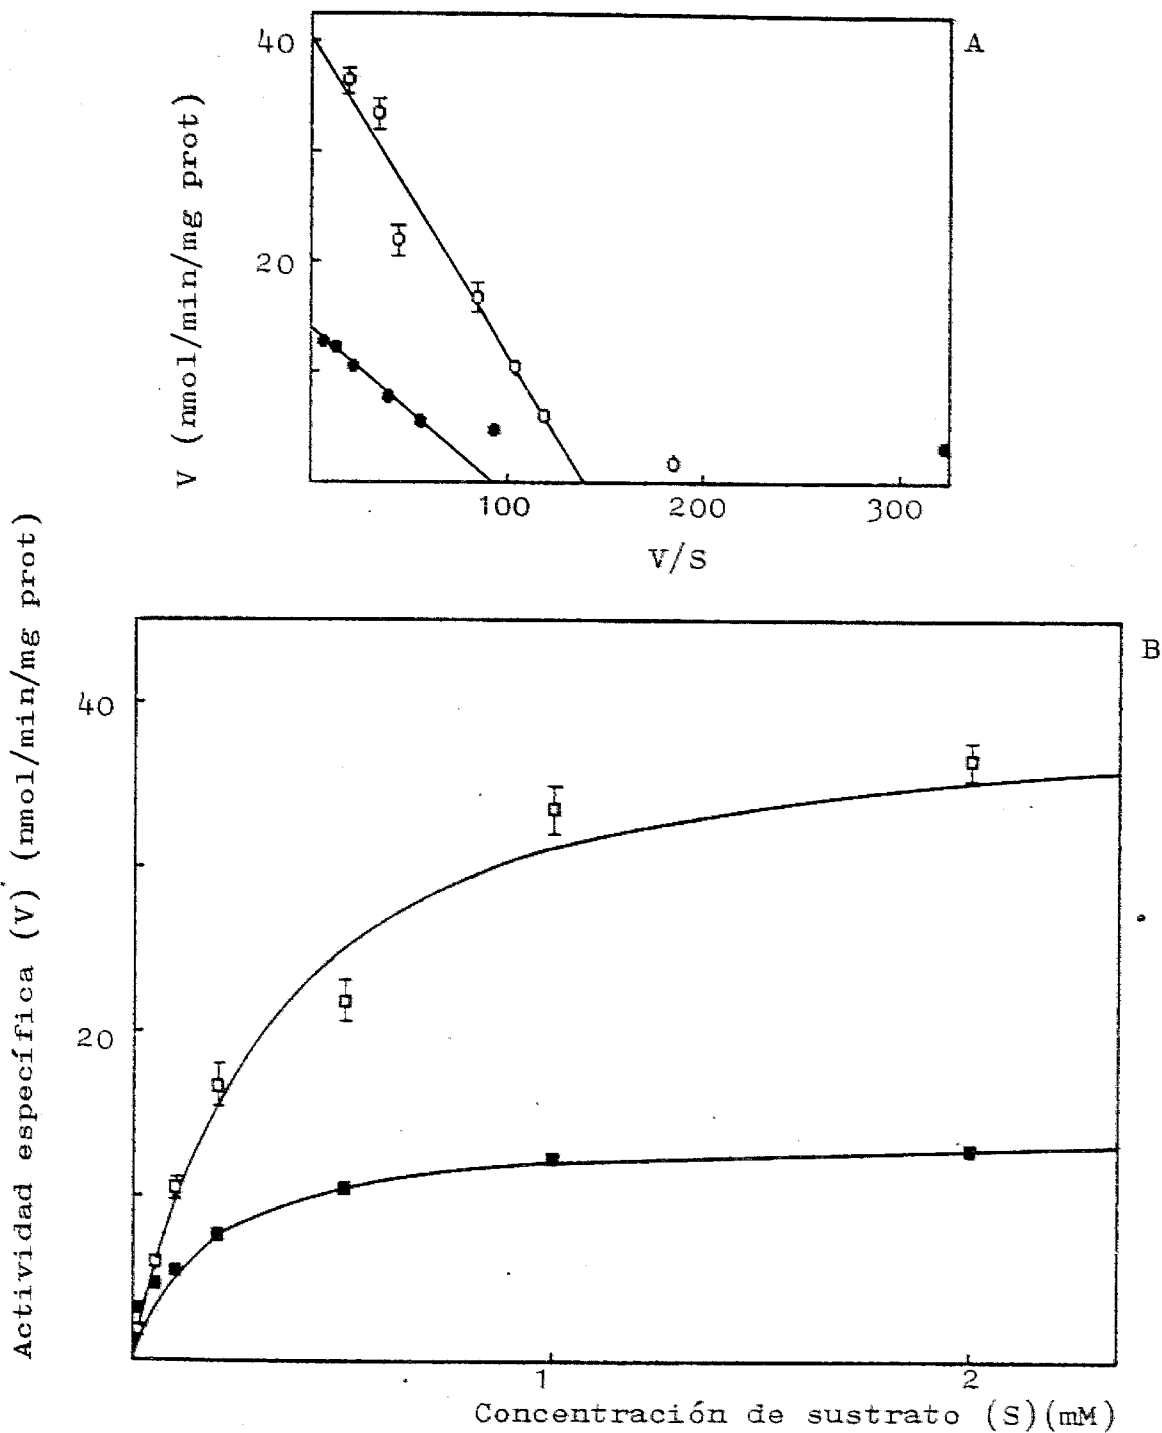 A
40
20
V (nmol/min/mg prot)
100
200
300
V/S
B
40
20
Actividad específica (V) (nmol/min/mg prot)
1
2
Concentración de sustrato (S)(mM)